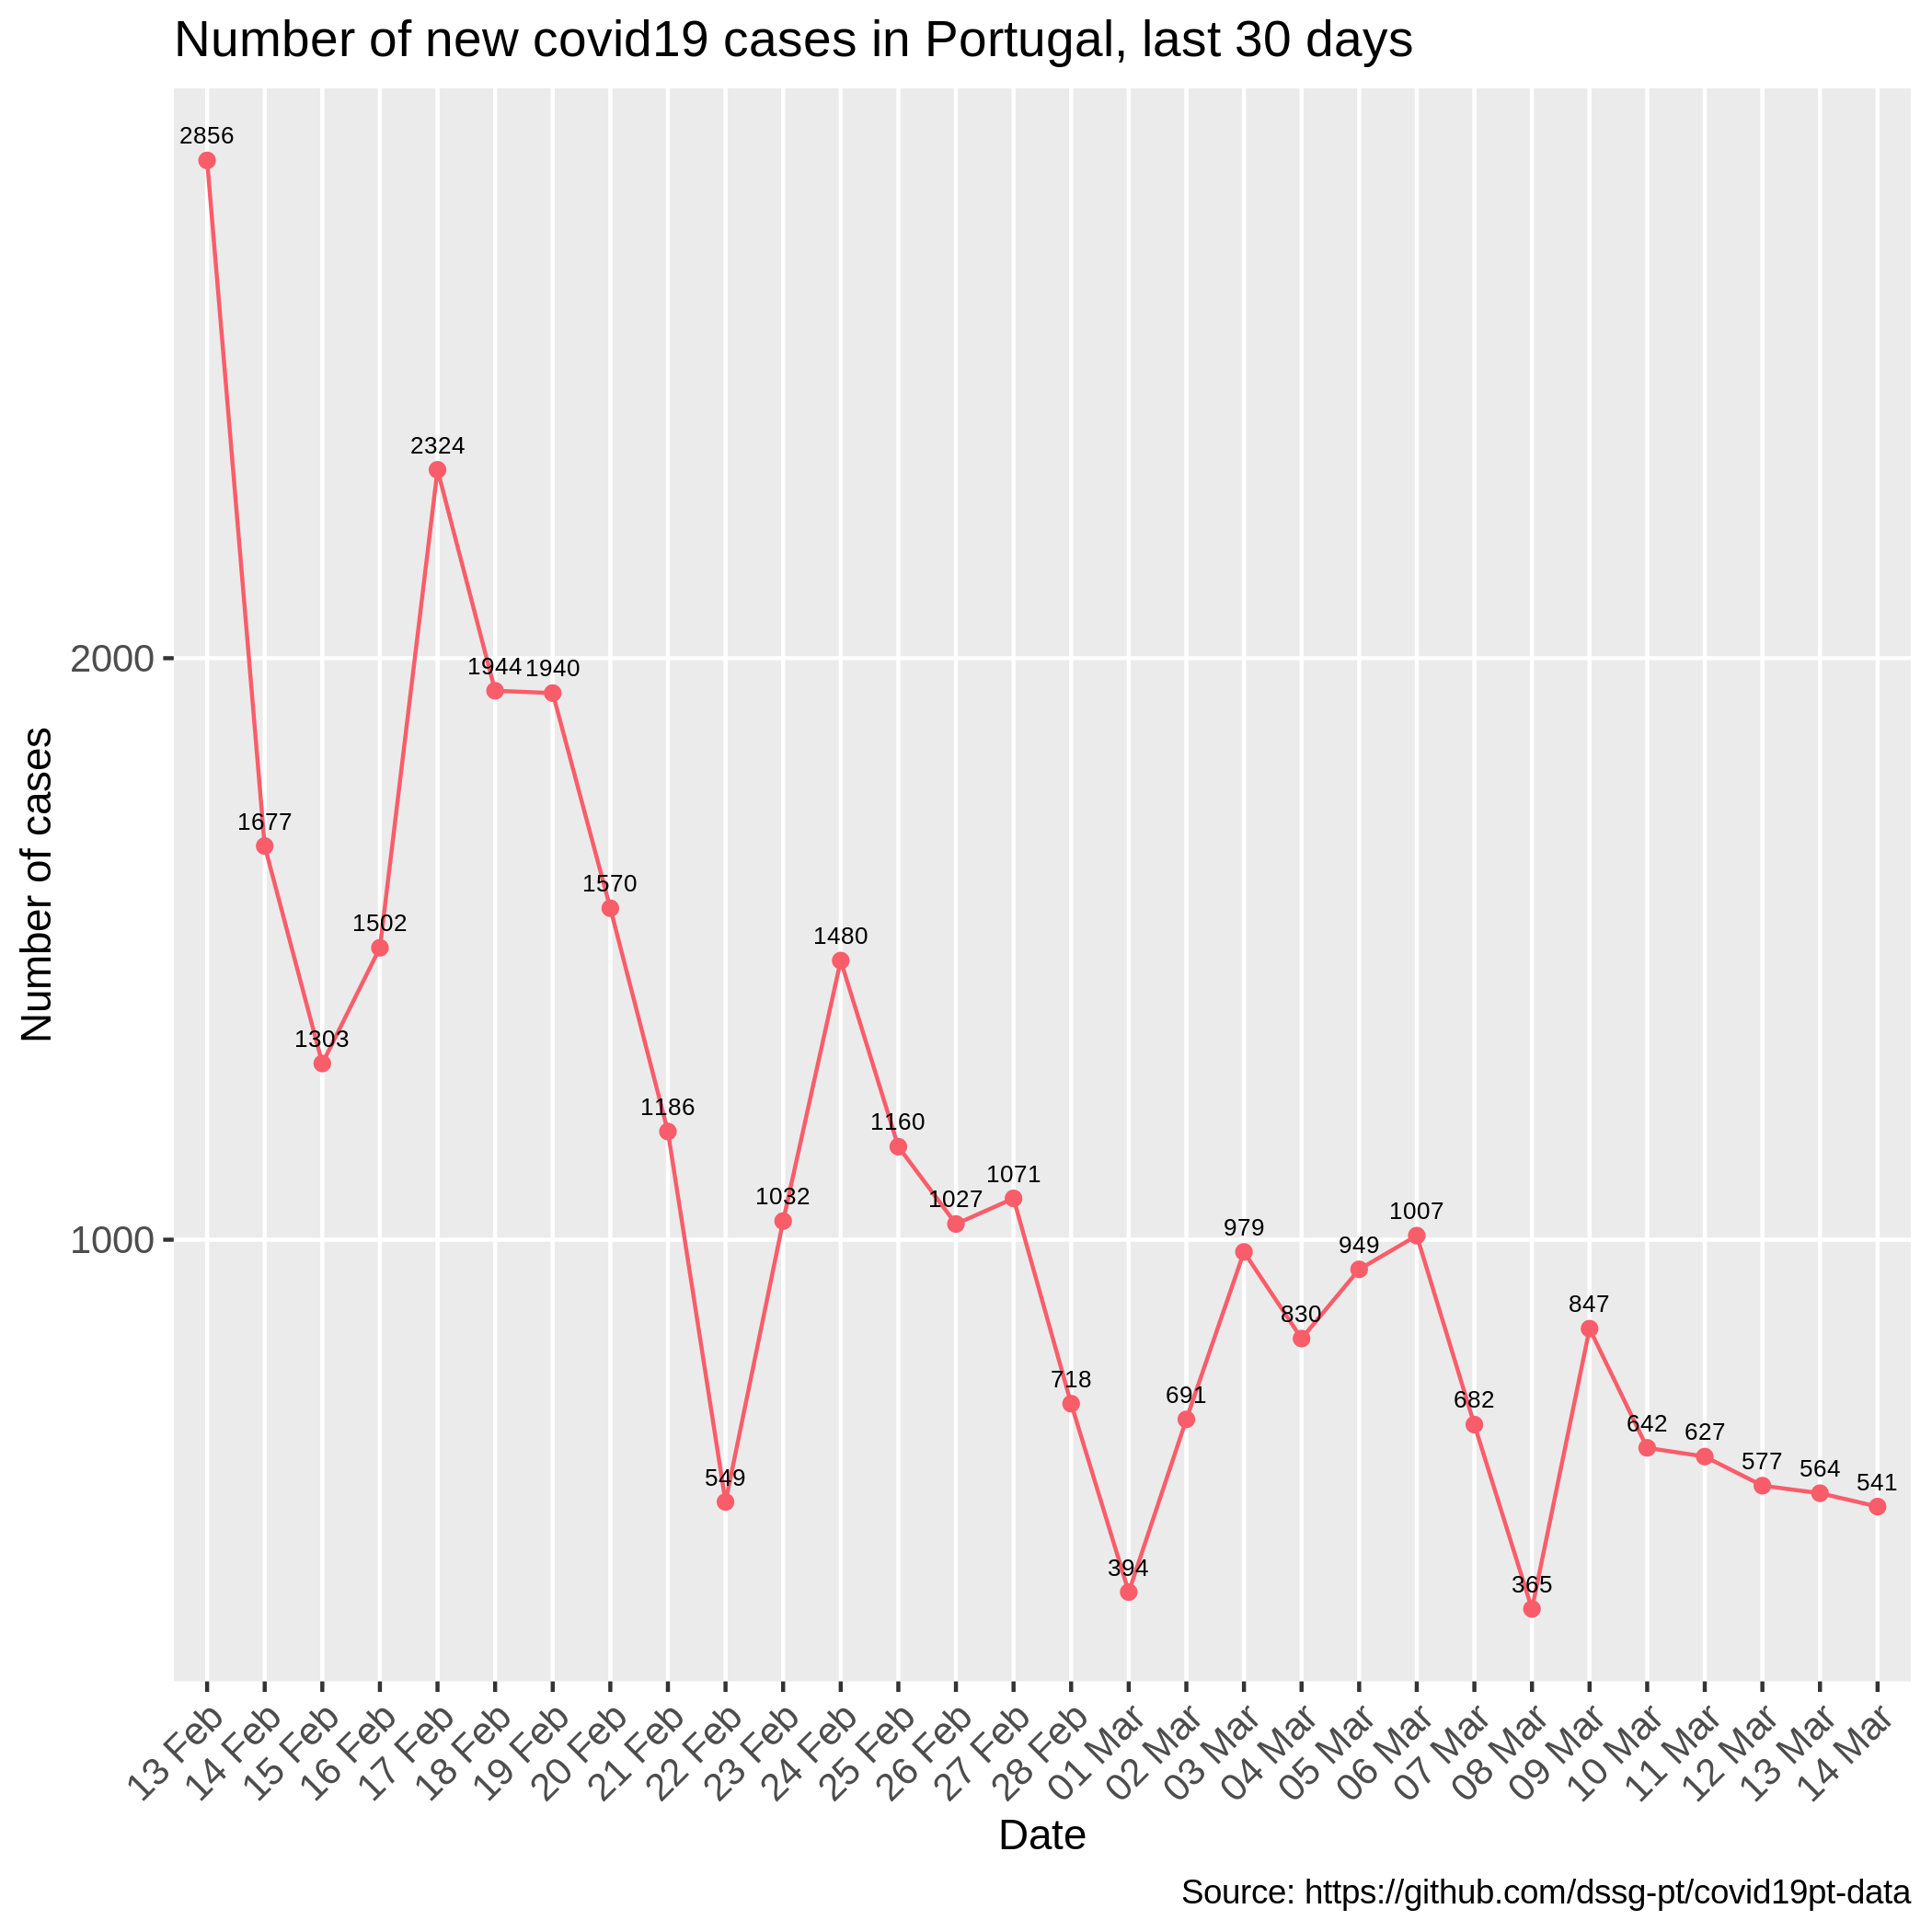 Number of new covid19 cases in Portugal, last 30 days
2856
2324
2000
1944 1940
1677
1570
1502
1480
1303
1186
1160
1032
1027
1071
1000
979
949
1007
830
847
718
691
682
642
627
577
564
541
549
394
365
Number of cases
13 Feb
14 Feb
15 Feb
16 Feb
17 Feb
18 Feb
19 Feb
20 Feb
21 Feb
22 Feb
23 Feb
24 Feb
25 Feb
26 Feb
27 Feb
28 Feb
01 Mar
02 Mar
03 Mar
04 Mar
05 Mar
06 Mar
07 Mar
08 Mar
09 Mar
10 Mar
11 Mar
12 Mar
13 Mar
14 Mar
Date
Source: https://github.com/dssg-pt/covid19pt-data